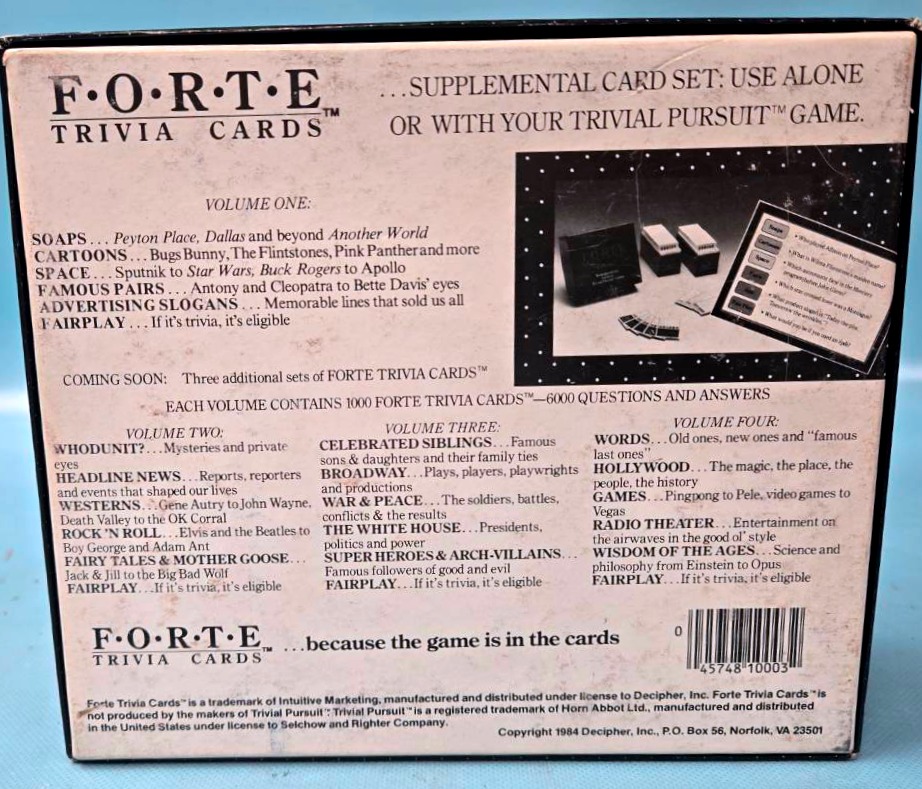 F•O•R•T•E™
TRIVIA CARDS
...SUPPLEMENTAL CARD SET: USE ALONE
OR WITH YOUR TRIVIAL PURSUIT™ GAME.
VOLUME ONE:
SOAPS... Peyton Place, Dallas and beyond Another World
CARTOONS... Bugs Bunny, The Flintstones, Pink Panther and more
SPACE... Sputnik to Star Wars, Buck Rogers to Apollo
FAMOUS PAIRS... Antony and Cleopatra to Bette Davis' eyes
ADVERTISING SLOGANS... Memorable lines that sold us all
FAIRPLAY... If it's trivia, it's eligible
Soaps
Cartoons
Space
COMING SOON: Three additional sets of FORTE TRIVIA CARDS™
EACH VOLUME CONTAINS 1000 FORTE TRIVIA CARDS™—6000 QUESTIONS AND ANSWERS
VOLUME TWO:
WHODUNIT?...Mysteries and private
eyes
HEADLINE NEWS...Reports, reporters
and events that shaped our lives
WESTERNS...Gene Autry to John Wayne,
Death Valley to the OK Corral
ROCK 'N ROLL...Elvis and the Beatles to
Boy George and Adam Ant
FAIRY TALES & MOTHER GOOSE...
Jack & Jill to the Big Bad Wolf
FAIRPLAY...If it's trivia, it's eligible
VOLUME THREE:
CELEBRATED SIBLINGS...Famous
sons & daughters and their family ties
BROADWAY...Plays, players, playwrights
and productions
WAR & PEACE...The soldiers, battles,
conflicts & the results
THE WHITE HOUSE...Presidents,
politics and power
SUPER HEROES & ARCH-VILLAINS...
Famous followers of good and evil
FAIRPLAY...If it's trivia, it's eligible
VOLUME FOUR:
WORDS...Old ones, new ones and "famous
last ones"
HOLLYWOOD...The magic, the place, the
people, the history
GAMES...Pingpong to Pele, video games to
Vegas
RADIO THEATER...Entertainment on
the airwaves in the good ol' style
WISDOM OF THE AGES...Science and
philosophy from Einstein to Opus
FAIRPLAY...If it's trivia, it's eligible
F•O•R•T•E™
TRIVIA CARDS
...because the game is in the cards
0 45748 10003
Forte Trivia Cards™ is a trademark of Intuitive Marketing, manufactured and distributed under license to Decipher, Inc. Forte Trivia Cards™ is
not produced by the makers of Trivial Pursuit™. Trivial Pursuit™ is a registered trademark of Horn Abbot Ltd., manufactured and distributed
in the United States under license to Selchow and Righter Company.
Copyright 1984 Decipher, Inc., P.O. Box 56, Norfolk, VA 23501